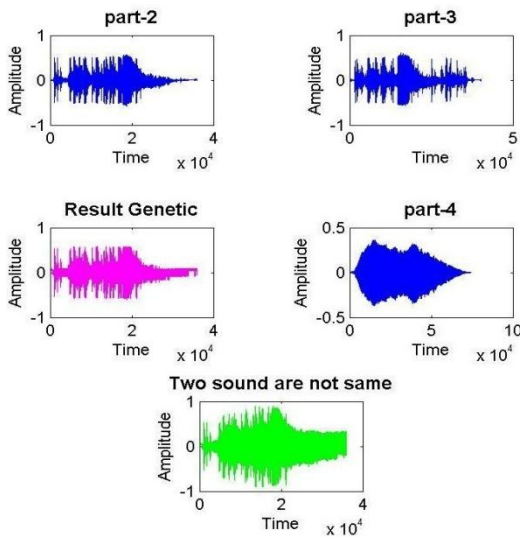 part-2
1
0
-1
Amplitude
0 2 4
Time
x 10^4
part-3
1
0
-1
Amplitude
0 5
Time
x 10^4
Result Genetic
1
0
-1
Amplitude
0 2 4
Time
x 10^4
part-4
0.5
0
-0.5
Amplitude
0 5 10
Time
x 10^4
Two sound are not same
1
0
-1
Amplitude
0 2 4
Time
x 10^4